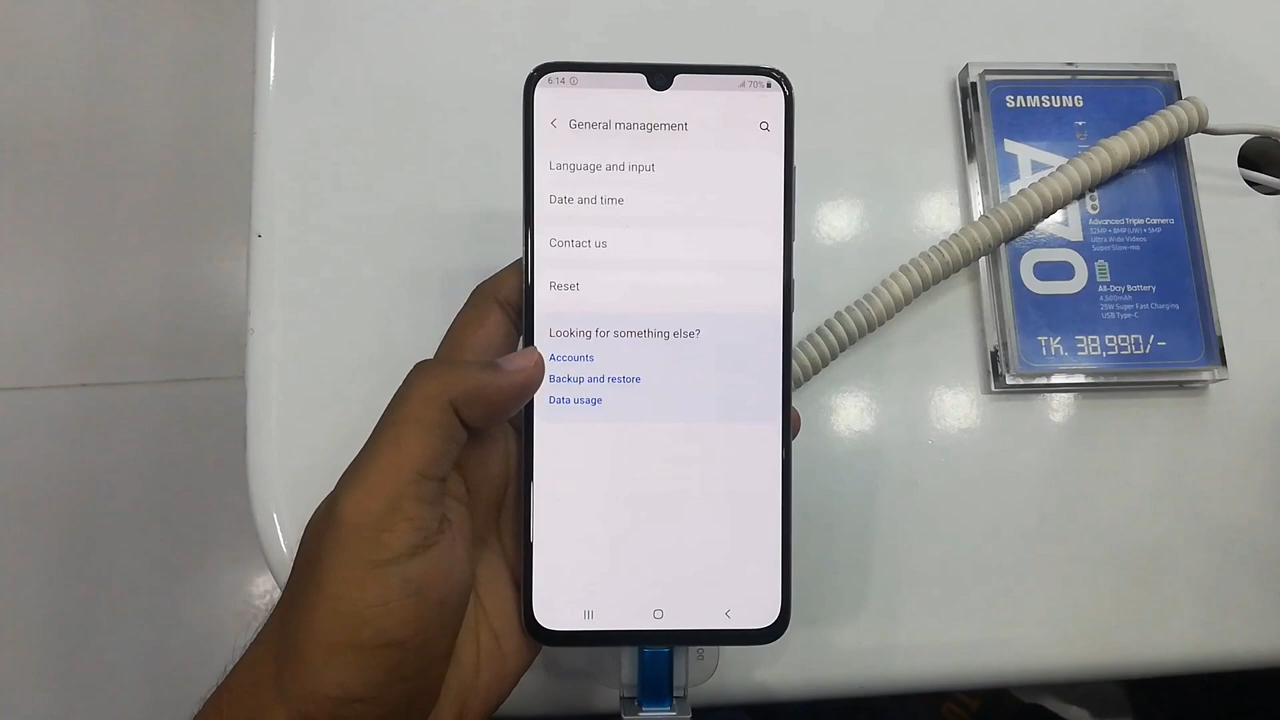 6:14
70%
General management
Language and input
Date and time
Contact us
Reset
Looking for something else?
Accounts
Backup and restore
Data usage
SAMSUNG
A70
Advanced Triple Camera
32MP + 8MP(UW) + 5MP
Ultra Wide Videos
Super Slow-mo
All-Day Battery
4,500mAh
25W Super Fast Charging
USB Type-C
TK. 38,990/-